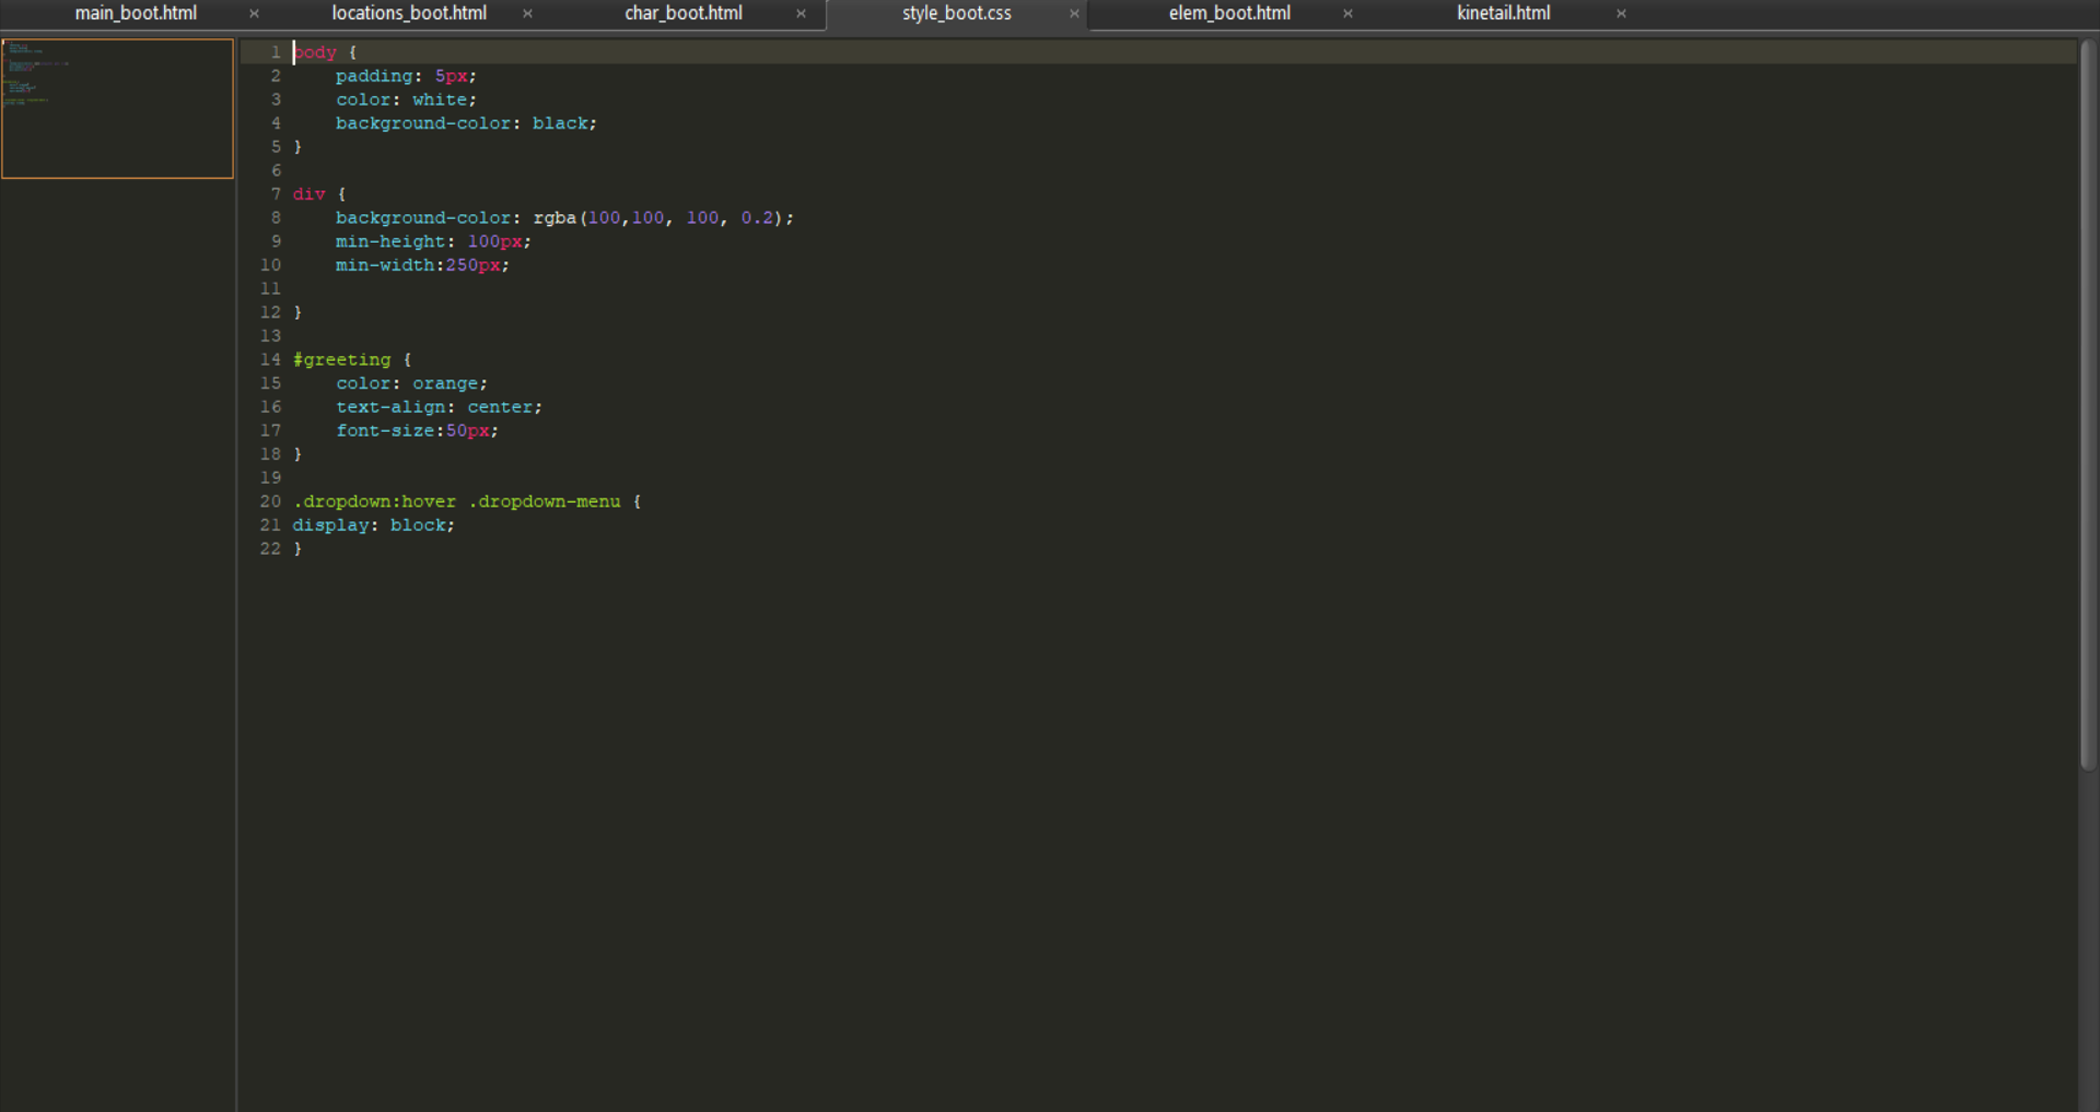 main_boot.html × locations_boot.html × char_boot.html × style_boot.css × elem_boot.html × kinetail.html ×
1 body {
2     padding: 5px;
3     color: white;
4     background-color: black;
5 }
6
7 div {
8     background-color: rgba(100,100, 100, 0.2);
9     min-height: 100px;
10     min-width:250px;
11
12 }
13
14 #greeting {
15     color: orange;
16     text-align: center;
17     font-size:50px;
18 }
19
20 .dropdown:hover .dropdown-menu {
21 display: block;
22 }